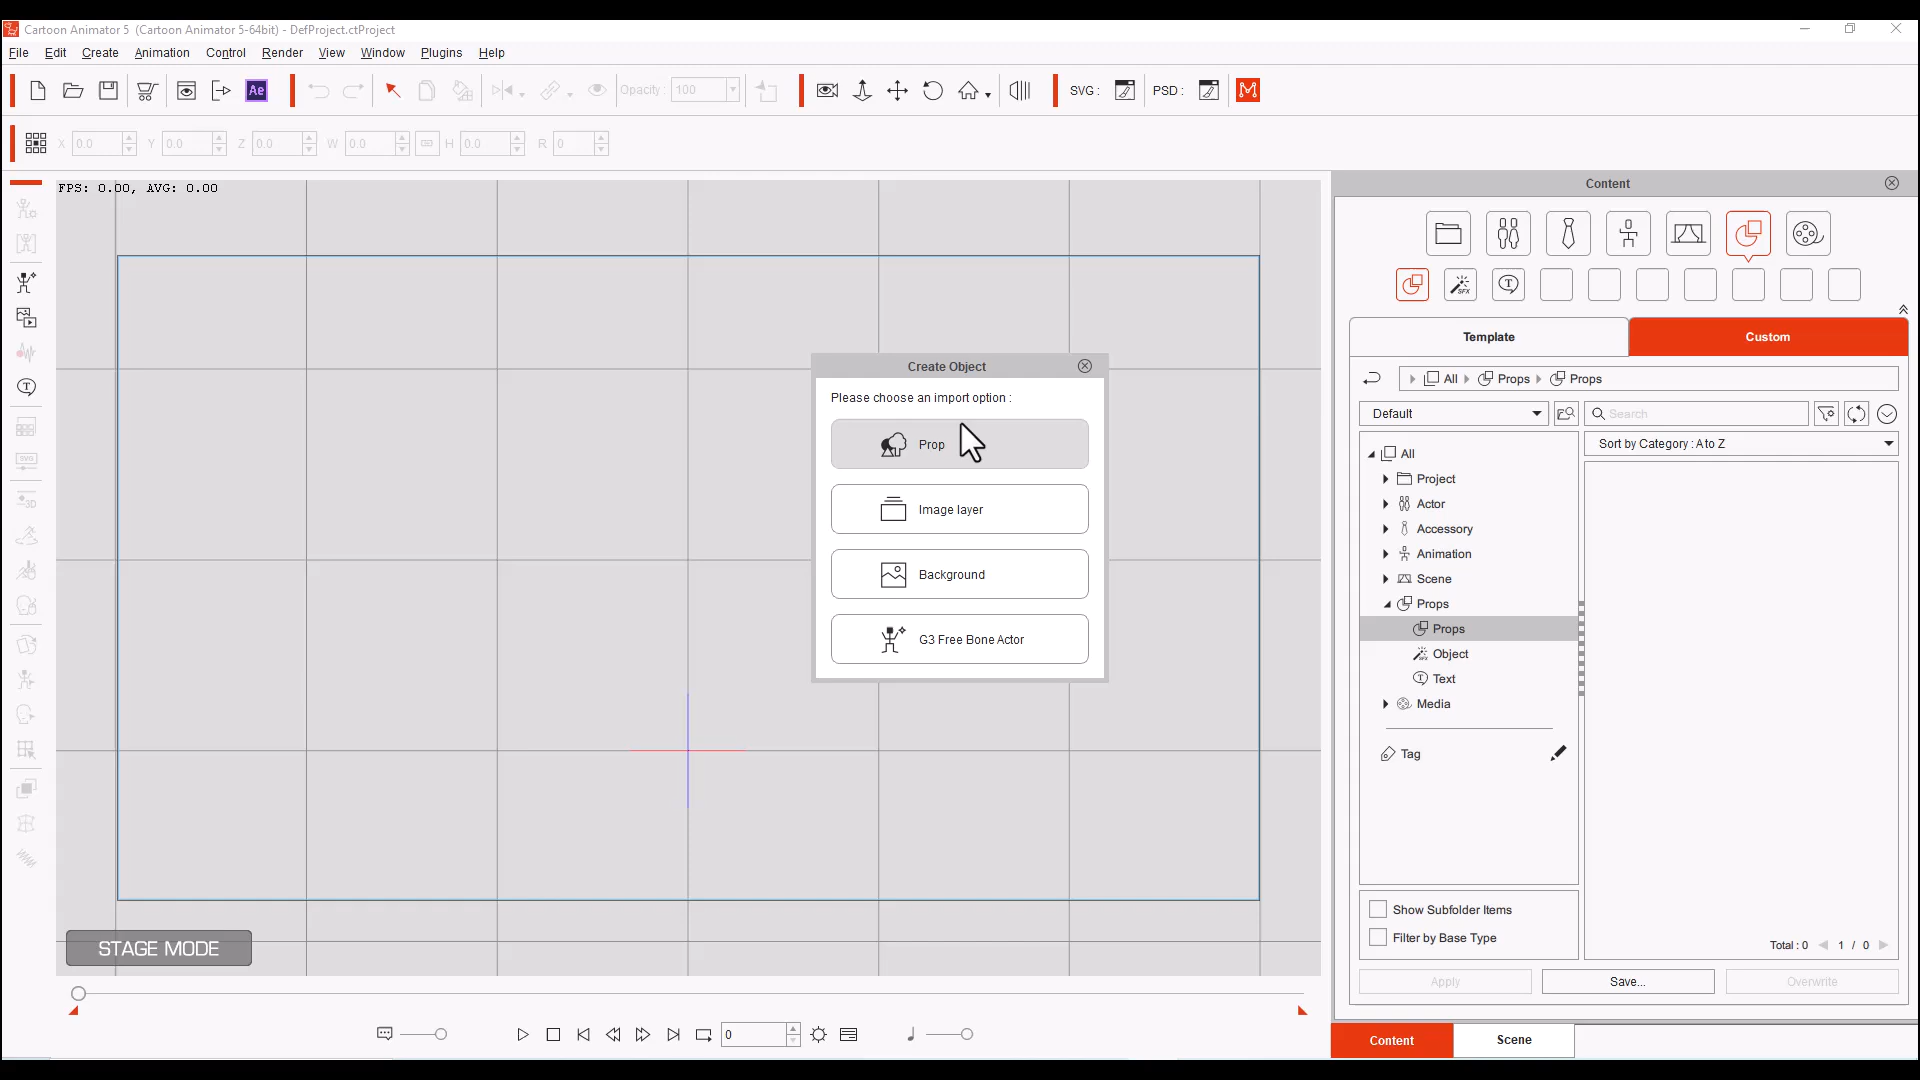 Cartoon Animator 5 (Cartoon Animator 5-64bit) - DefProject.ctProject
File Edit Create Animation Control Render View Window Plugins Help
Ae Opacity : 100 SVG : PSD :
X 0.0 Y 0.0 Z 0.0 W 0.0 H 0.0 R 0
FPS: 0.00, AVG: 0.00
Content
SFX
Template Custom
All Props Props
Default Search
Sort by Category : A to Z
All
Project
Actor
Accessory
Animation
Scene
Props
Props
Object
Text
Media
Tag
Show Subfolder Items
Filter by Base Type
Total : 0 1 / 0
Apply Save... Overwrite
Content Scene
Create Object
Please choose an import option :
Prop
Image layer
Background
G3 Free Bone Actor
SVG
3D
STAGE MODE
0